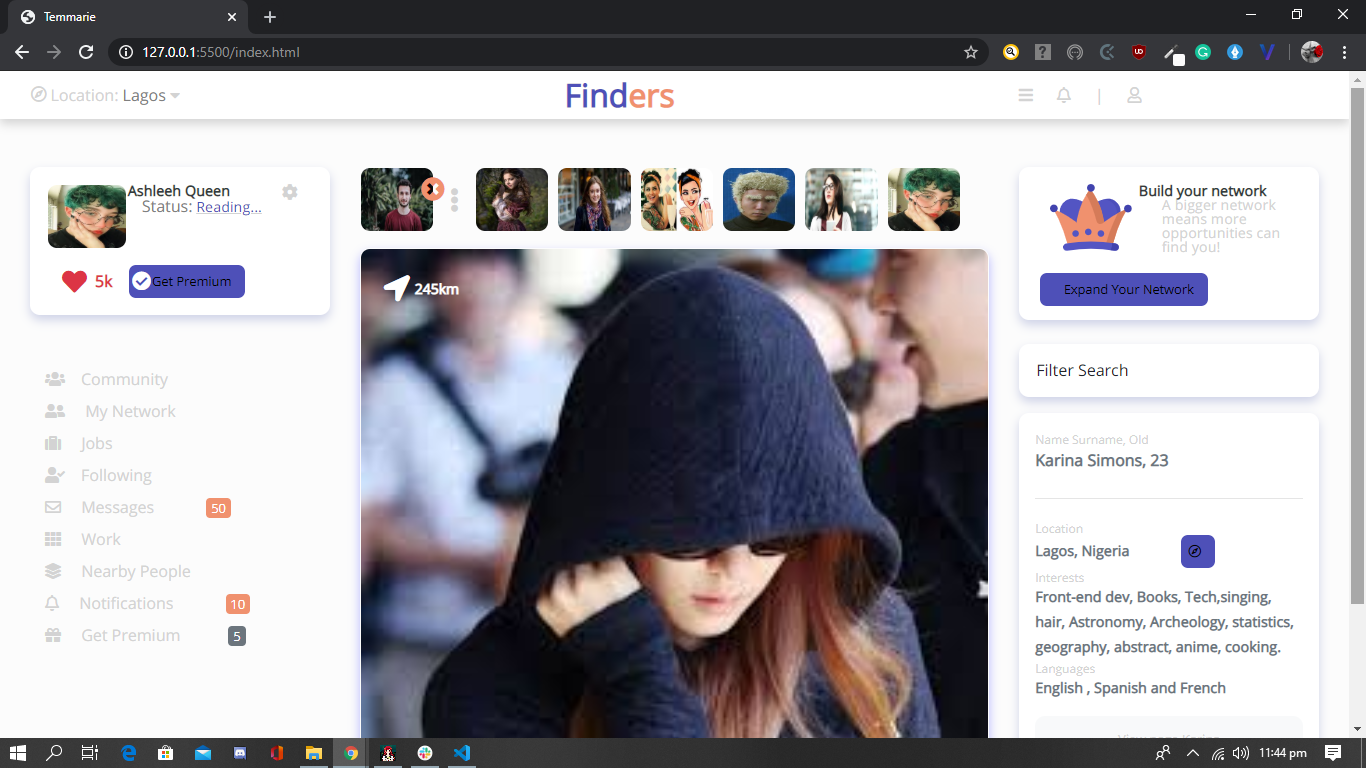 Temmarie
127.0.0.1:5500/index.html
Location: Lagos
Finders
Ashleeh Queen
Status: Reading...
5k
Get Premium
Community
My Network
Jobs
Following
Messages 50
Work
Nearby People
Notifications 10
Get Premium 5
245km
Build your network
A bigger network
means more
opportunities can
find you!
Expand Your Network
Filter Search
Name Surname, Old
Karina Simons, 23
Location
Lagos, Nigeria
Interests
Front-end dev, Books, Tech,singing,
hair, Astronomy, Archeology, statistics,
geography, abstract, anime, cooking.
Languages
English , Spanish and French
11:44 pm